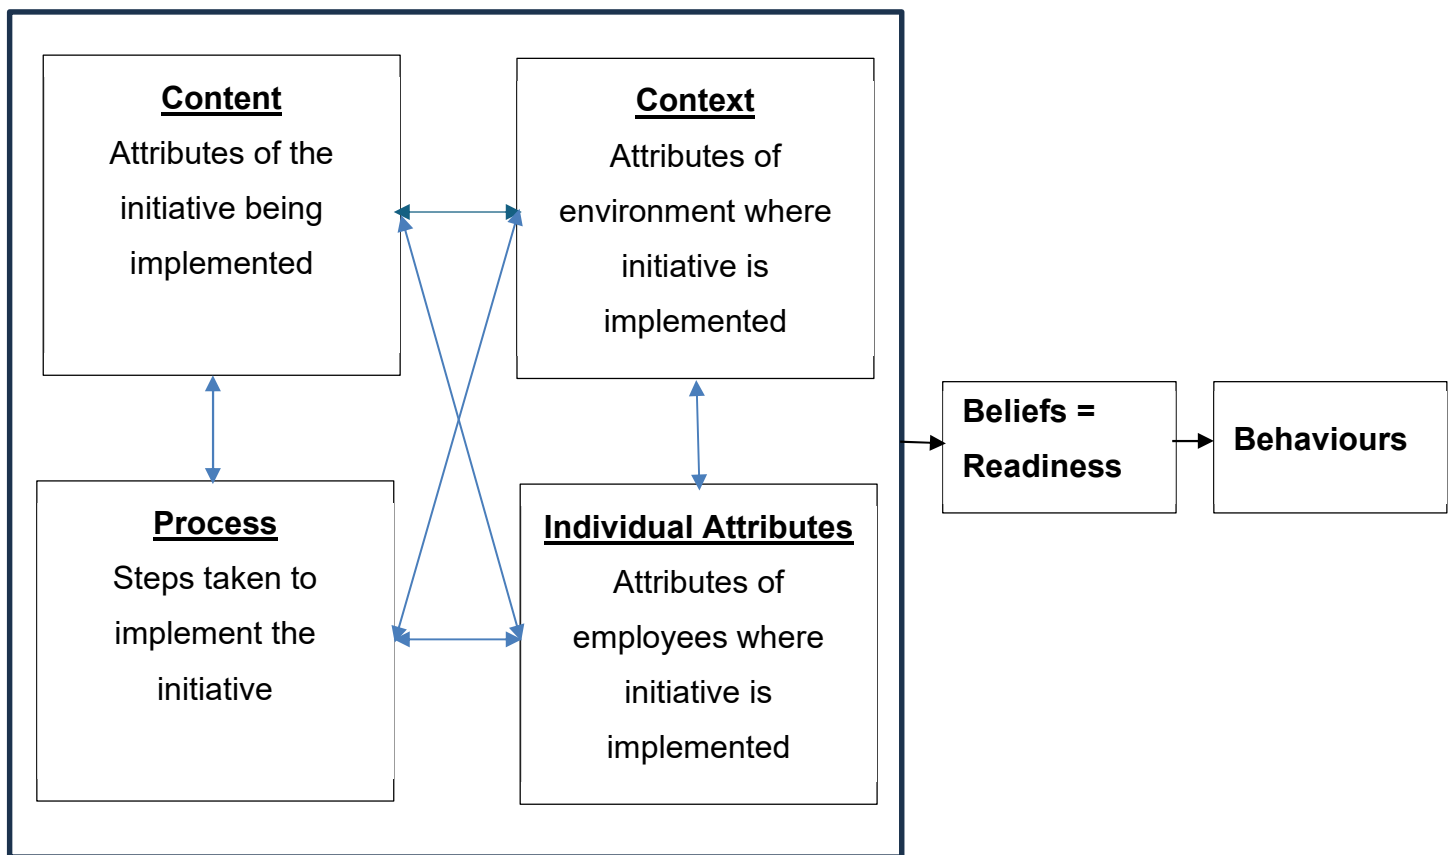 Content
Attributes of the
initiative being
implemented
Context
Attributes of
environment where
initiative is
implemented
Process
Steps taken to
implement the
initiative
Individual Attributes
Attributes of
employees where
initiative is
implemented
Beliefs =
Readiness
Behaviours